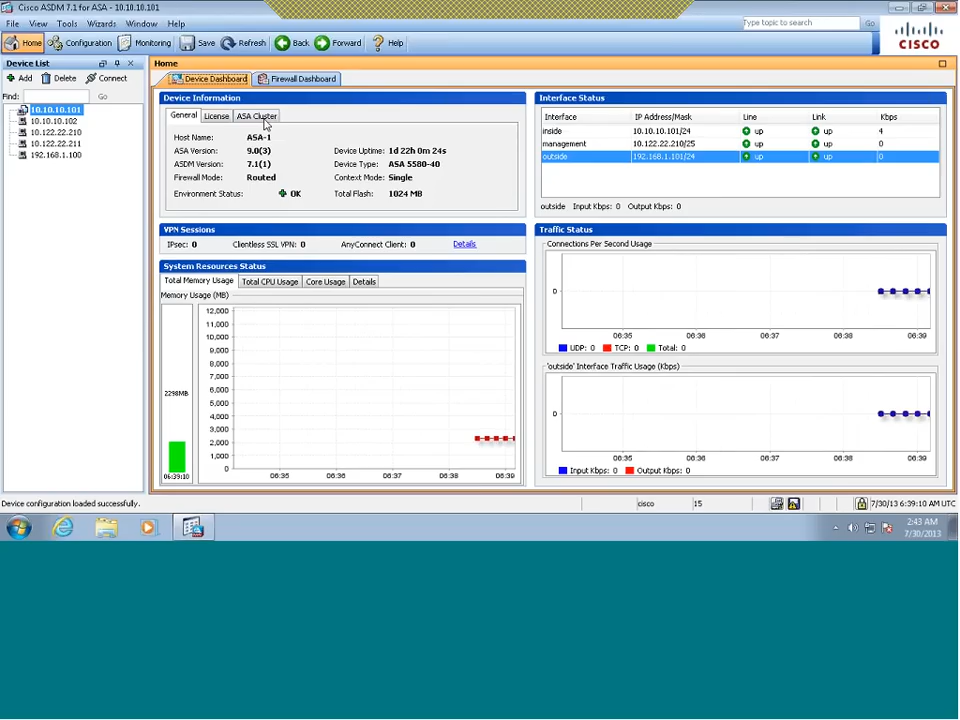 Cisco ASDM 7.1 for ASA - 10.10.10.101
File View Tools Wizards Window Help
Type topic to search Go
Home Configuration Monitoring Save Refresh Back Forward Help
CISCO
Device List
Add Delete Connect
Find: Go
10.10.10.101
10.10.10.102
10.122.22.210
10.122.22.211
192.168.1.100
Home
Device Dashboard Firewall Dashboard
Device Information
General License ASA Cluster
Host Name: ASA-1
ASA Version: 9.0(3) Device Uptime: 1d 22h 0m 24s
ASDM Version: 7.1(1) Device Type: ASA 5580-40
Firewall Mode: Routed Context Mode: Single
Environment Status: OK Total Flash: 1024 MB
VPN Sessions
IPsec: 0 Clientless SSL VPN: 0 AnyConnect Client: 0 Details
System Resources Status
Total Memory Usage Total CPU Usage Core Usage Details
Memory Usage (MB)
2298MB
06:39:10
12,000
11,000
10,000
9,000
8,000
7,000
6,000
5,000
4,000
3,000
2,000
1,000
0
06:35 06:36 06:37 06:38 06:39
Interface Status
Interface IP Address/Mask Line Link Kbps
inside 10.10.10.101/24 up up 4
management 10.122.22.210/25 up up 0
outside 192.168.1.101/24 up up 0
outside Input Kbps: 0 Output Kbps: 0
Traffic Status
Connections Per Second Usage
0
06:35 06:36 06:37 06:38 06:39
UDP: 0 TCP: 0 Total: 0
'outside' Interface Traffic Usage (Kbps)
0
06:35 06:36 06:37 06:38 06:39
Input Kbps: 0 Output Kbps: 0
Device configuration loaded successfully. cisco 15 7/30/13 6:39:10 AM UTC
2:43 AM
7/30/2013